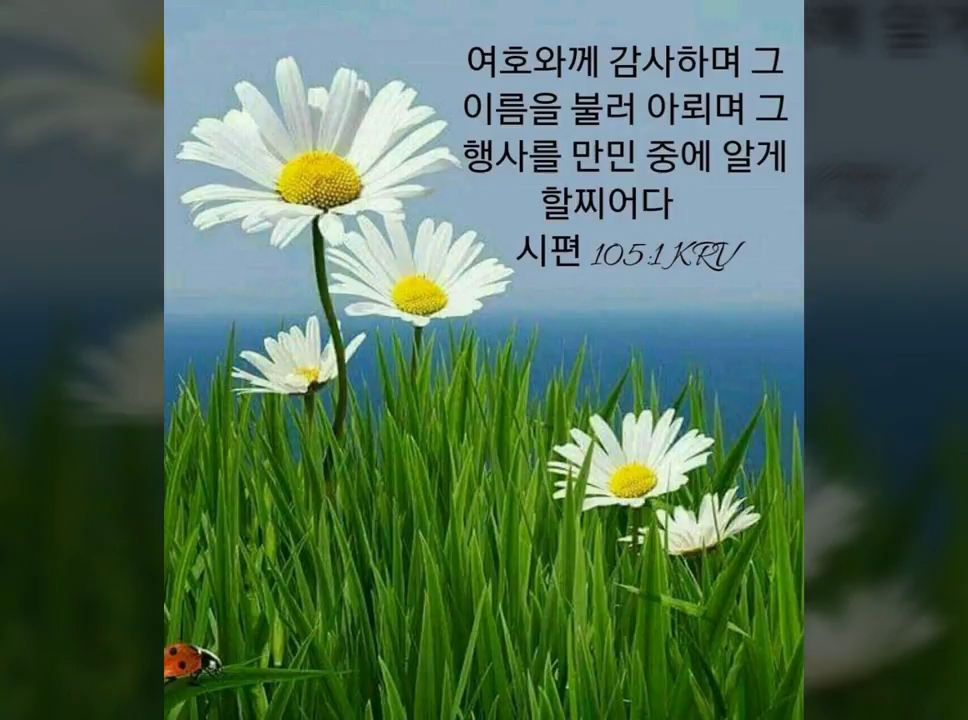 여호와께 감사하며 그
이름을 불러 아뢰며 그
행사를 만민 중에 알게
할찌어다
시편 105:1 KRV